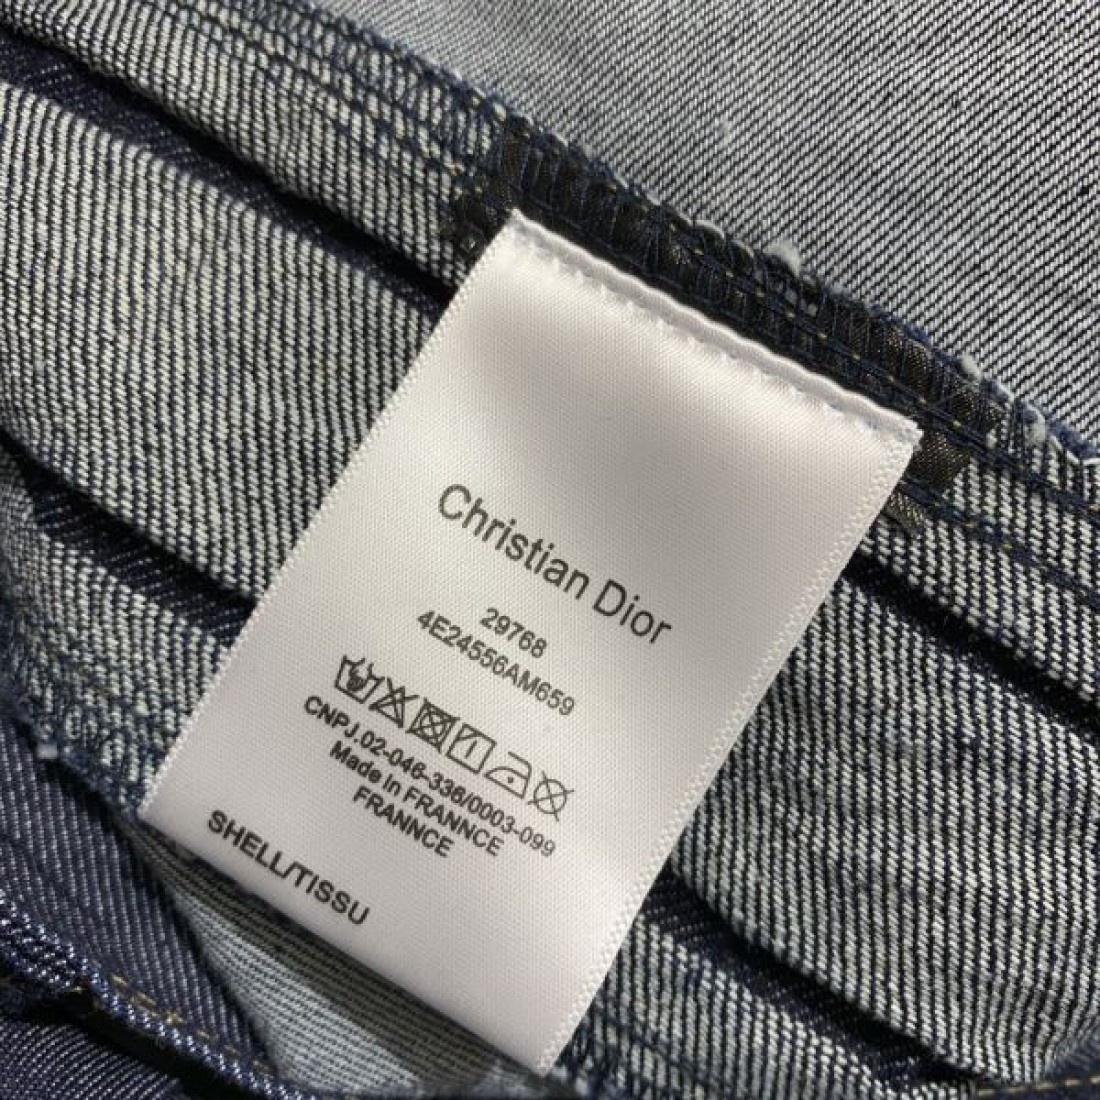 Christian Dior
29768
4E24556AM659
CNPJ.02-046-336/0003-099
Made in FRANNCE
FRANNCE
SHELL/TISSU